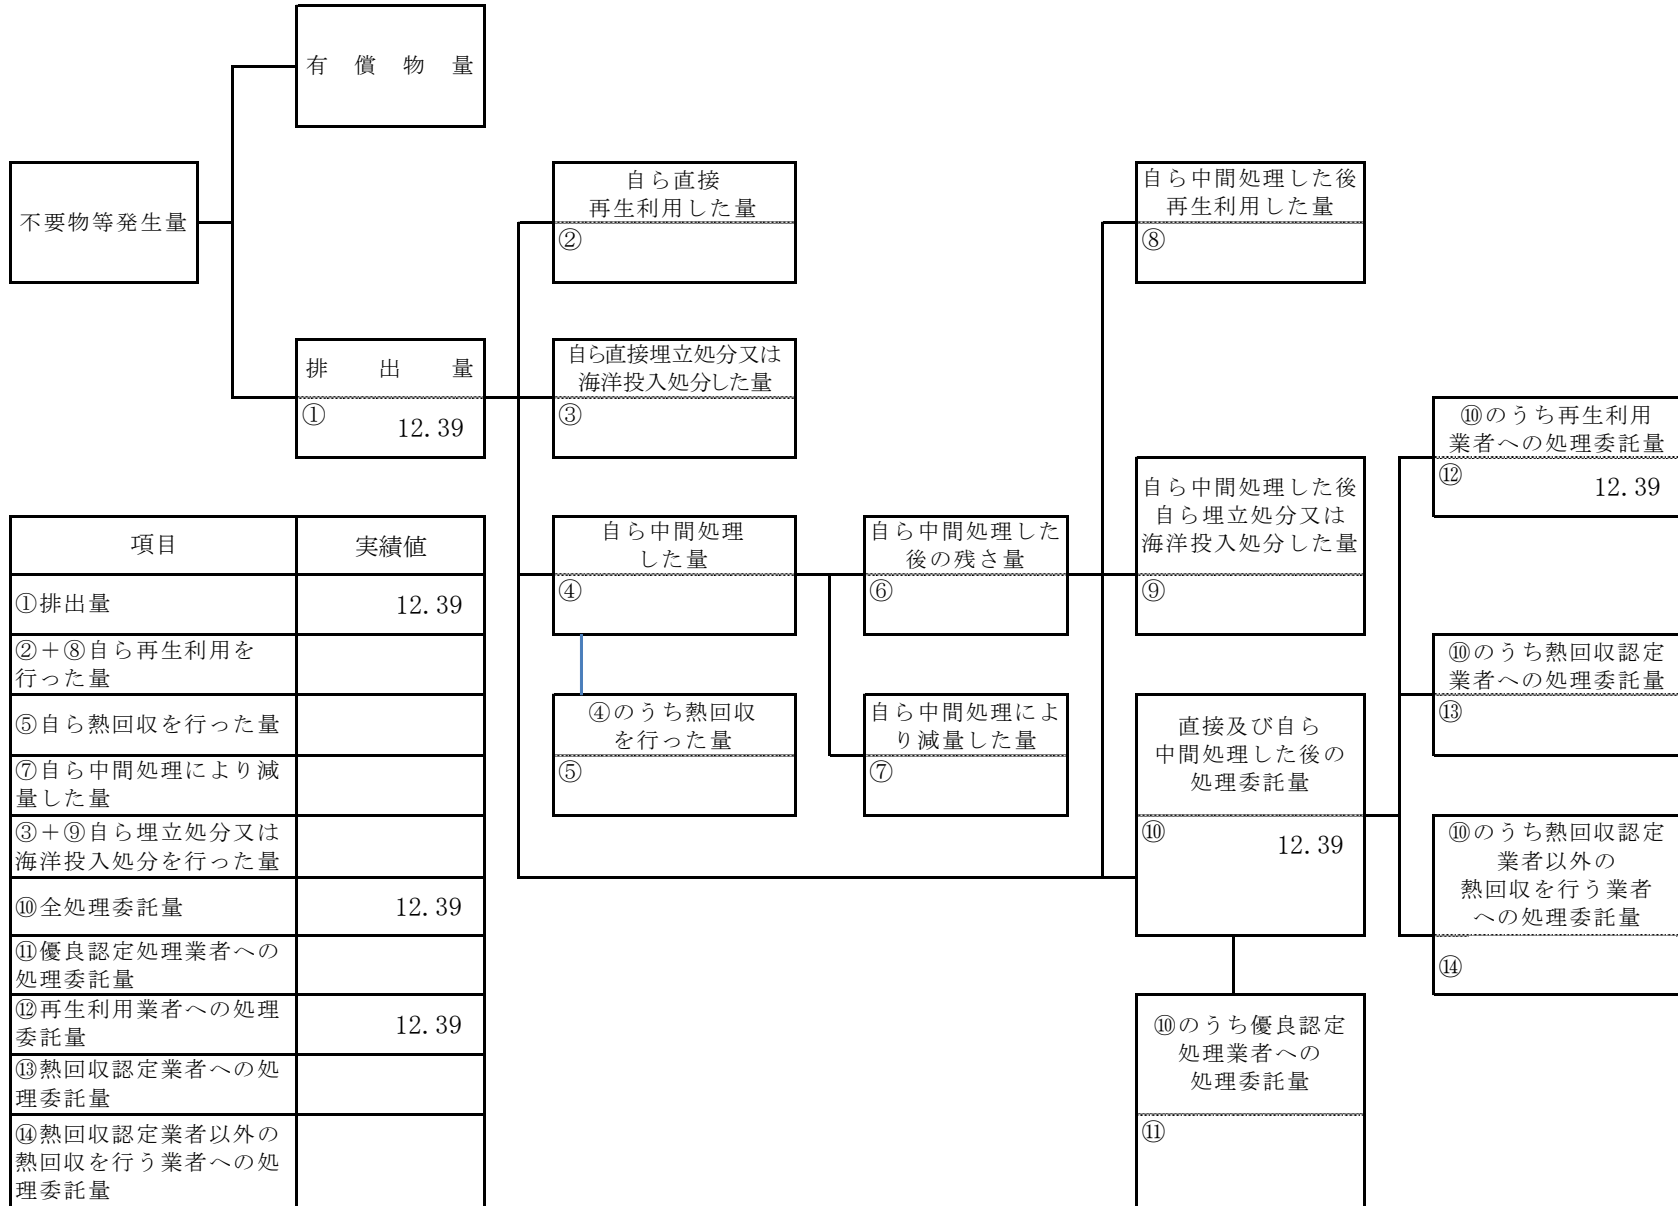 有償物量
不要物等発生量
排出量
①
12.39
自ら直接
再生利用した量
②
自ら直接埋立処分又は
海洋投入処分した量
③
自ら中間処理
した量
④
④のうち熱回収
を行った量
⑤
自ら中間処理した
後の残さ量
⑥
自ら中間処理によ
り減量した量
⑦
自ら中間処理した後
再生利用した量
⑧
自ら中間処理した後
自ら埋立処分又は
海洋投入処分した量
⑨
直接及び自ら
中間処理した後の
処理委託量
⑩
12.39
⑩のうち優良認定
処理業者への
処理委託量
⑪
⑩のうち再生利用
業者への処理委託量
⑫
12.39
⑩のうち熱回収認定
業者への処理委託量
⑬
⑩のうち熱回収認定
業者以外の
熱回収を行う業者
への処理委託量
⑭
項目 実績値
①排出量 12.39
②＋⑧自ら再生利用を
行った量
⑤自ら熱回収を行った量
⑦自ら中間処理により減
量した量
③＋⑨自ら埋立処分又は
海洋投入処分を行った量
⑩全処理委託量 12.39
⑪優良認定処理業者への
処理委託量
⑫再生利用業者への処理
委託量 12.39
⑬熱回収認定業者への処
理委託量
⑭熱回収認定業者以外の
熱回収を行う業者への処
理委託量